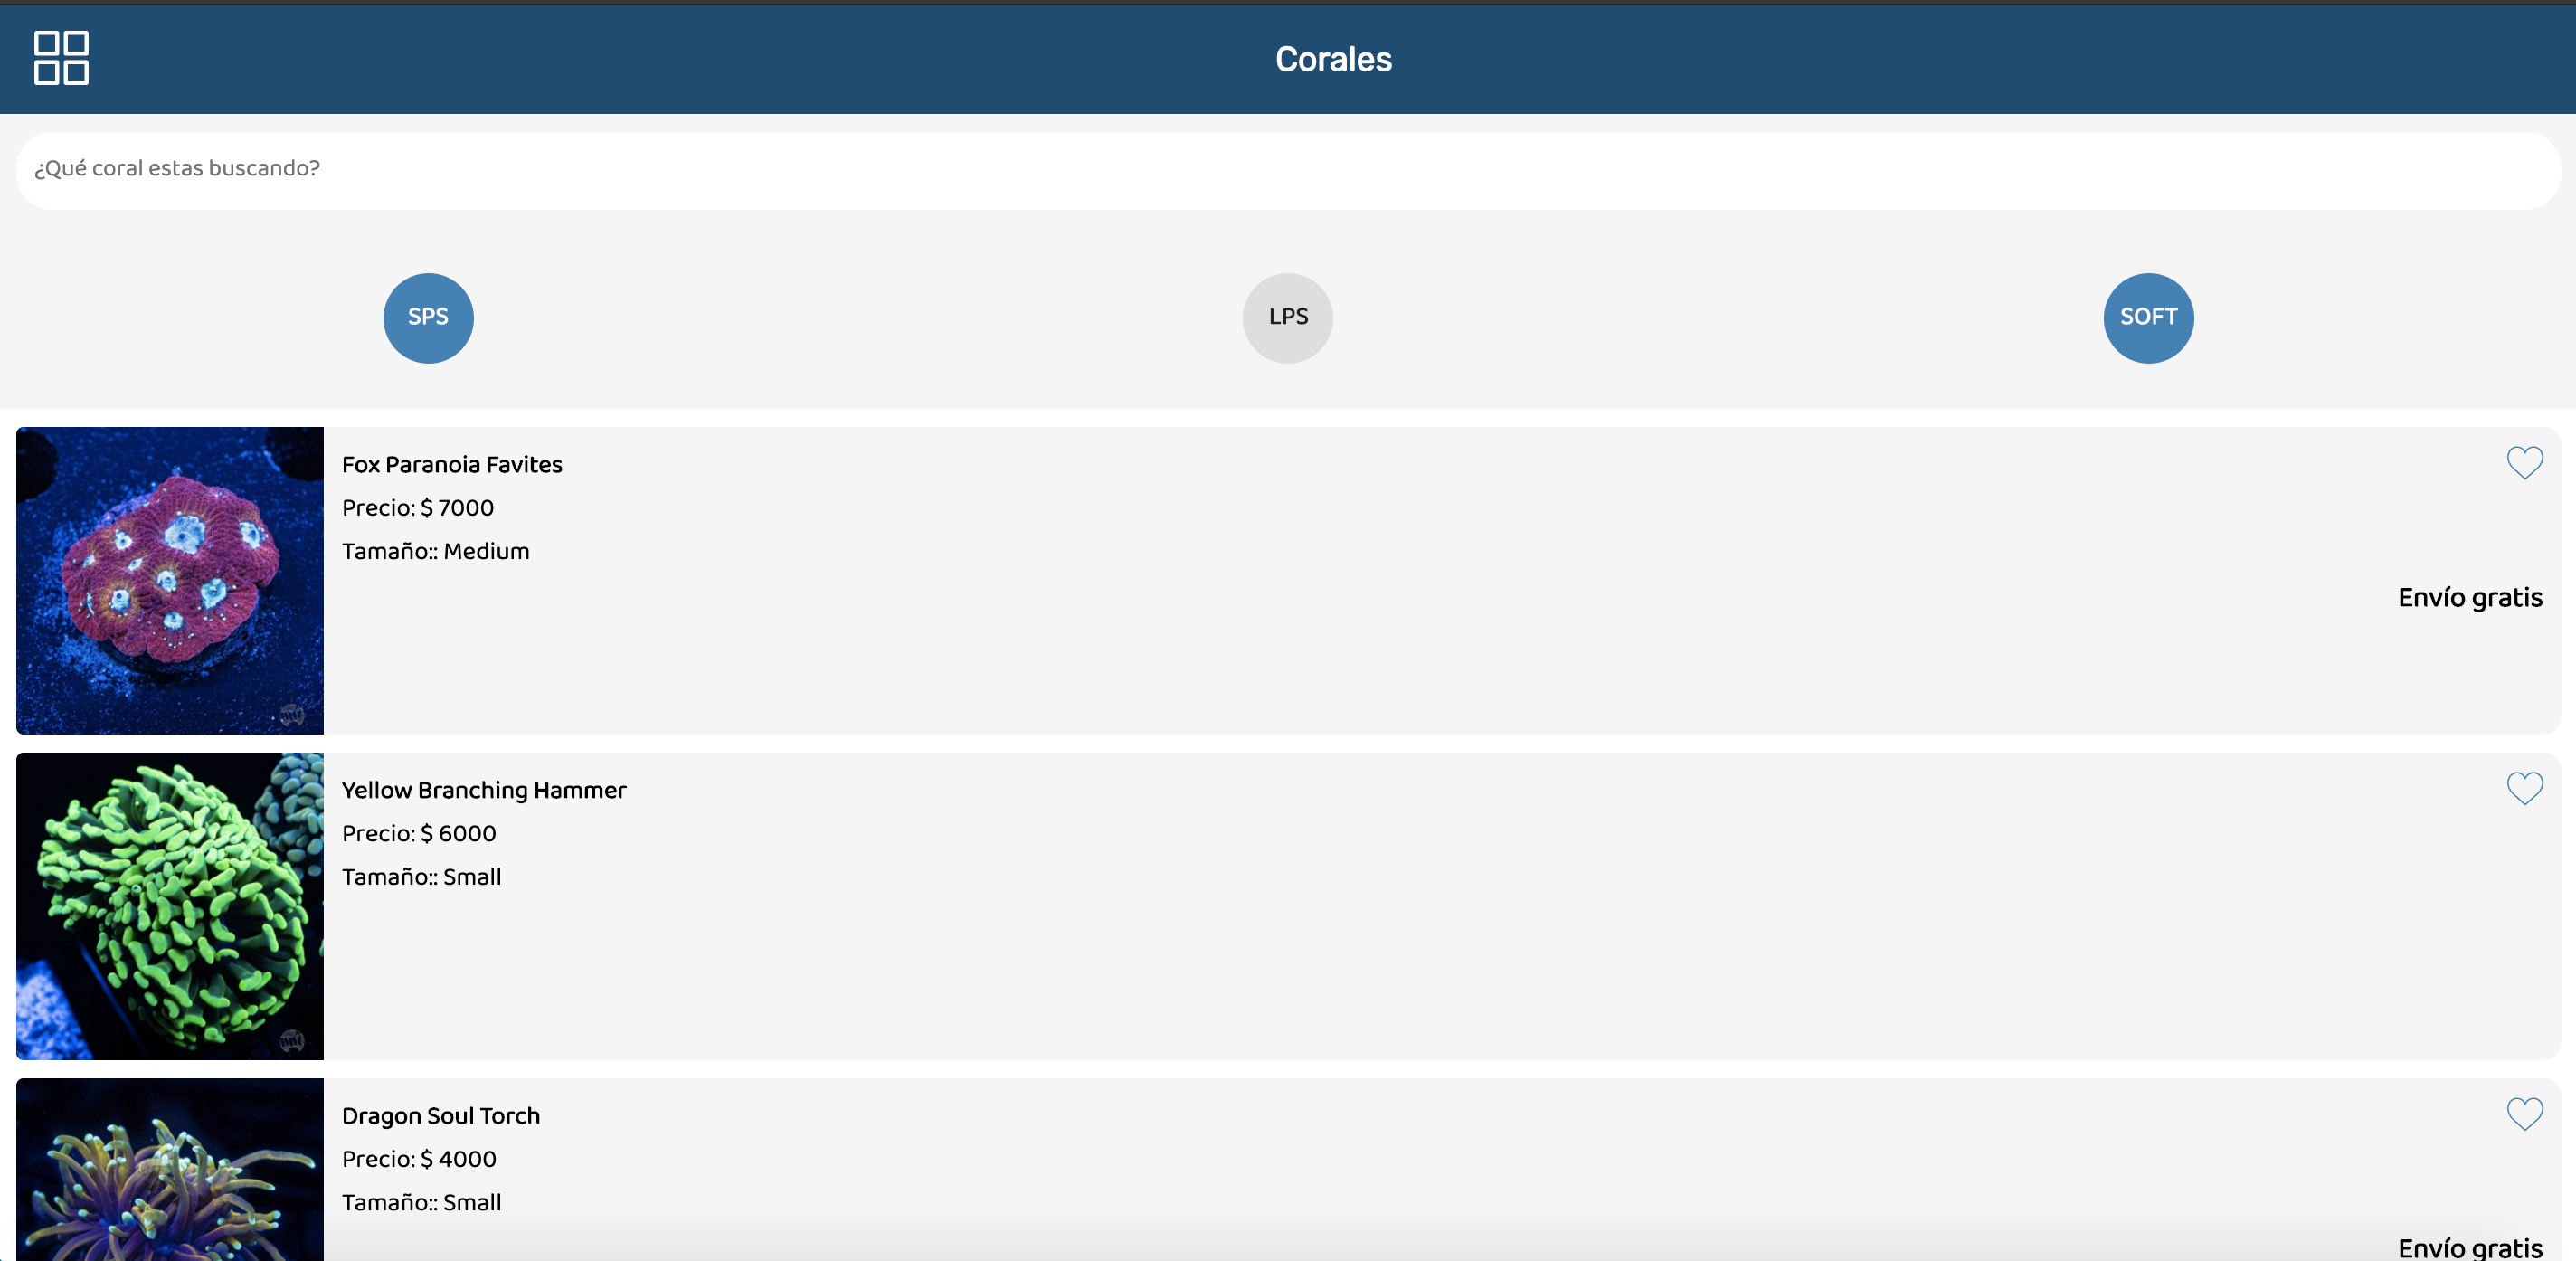 Corales
¿Qué coral estas buscando?
SPS
LPS
SOFT
Fox Paranoia Favites
Precio: $ 7000
Tamaño:: Medium
Envío gratis
Yellow Branching Hammer
Precio: $ 6000
Tamaño:: Small
Dragon Soul Torch
Precio: $ 4000
Tamaño:: Small
Envío gratis